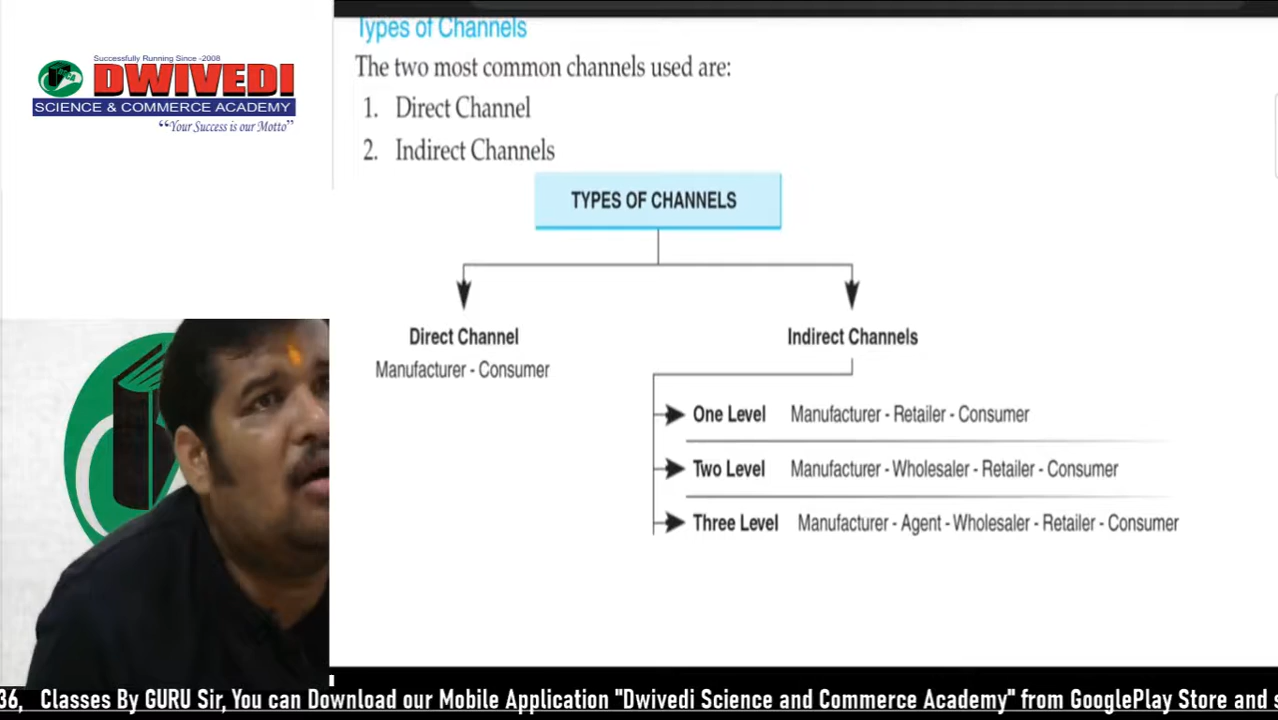 Successfully Running Since -2008
DWIVEDI
SCIENCE & COMMERCE ACADEMY
“Your Success is our Motto”
Types of Channels
The two most common channels used are:
1. Direct Channel
2. Indirect Channels
TYPES OF CHANNELS
Direct Channel
Manufacturer - Consumer
Indirect Channels
One Level Manufacturer - Retailer - Consumer
Two Level Manufacturer - Wholesaler - Retailer - Consumer
Three Level Manufacturer - Agent - Wholesaler - Retailer - Consumer
36, Classes By GURU Sir, You can Download our Mobile Application "Dwivedi Science and Commerce Academy" from GooglePlay Store and s